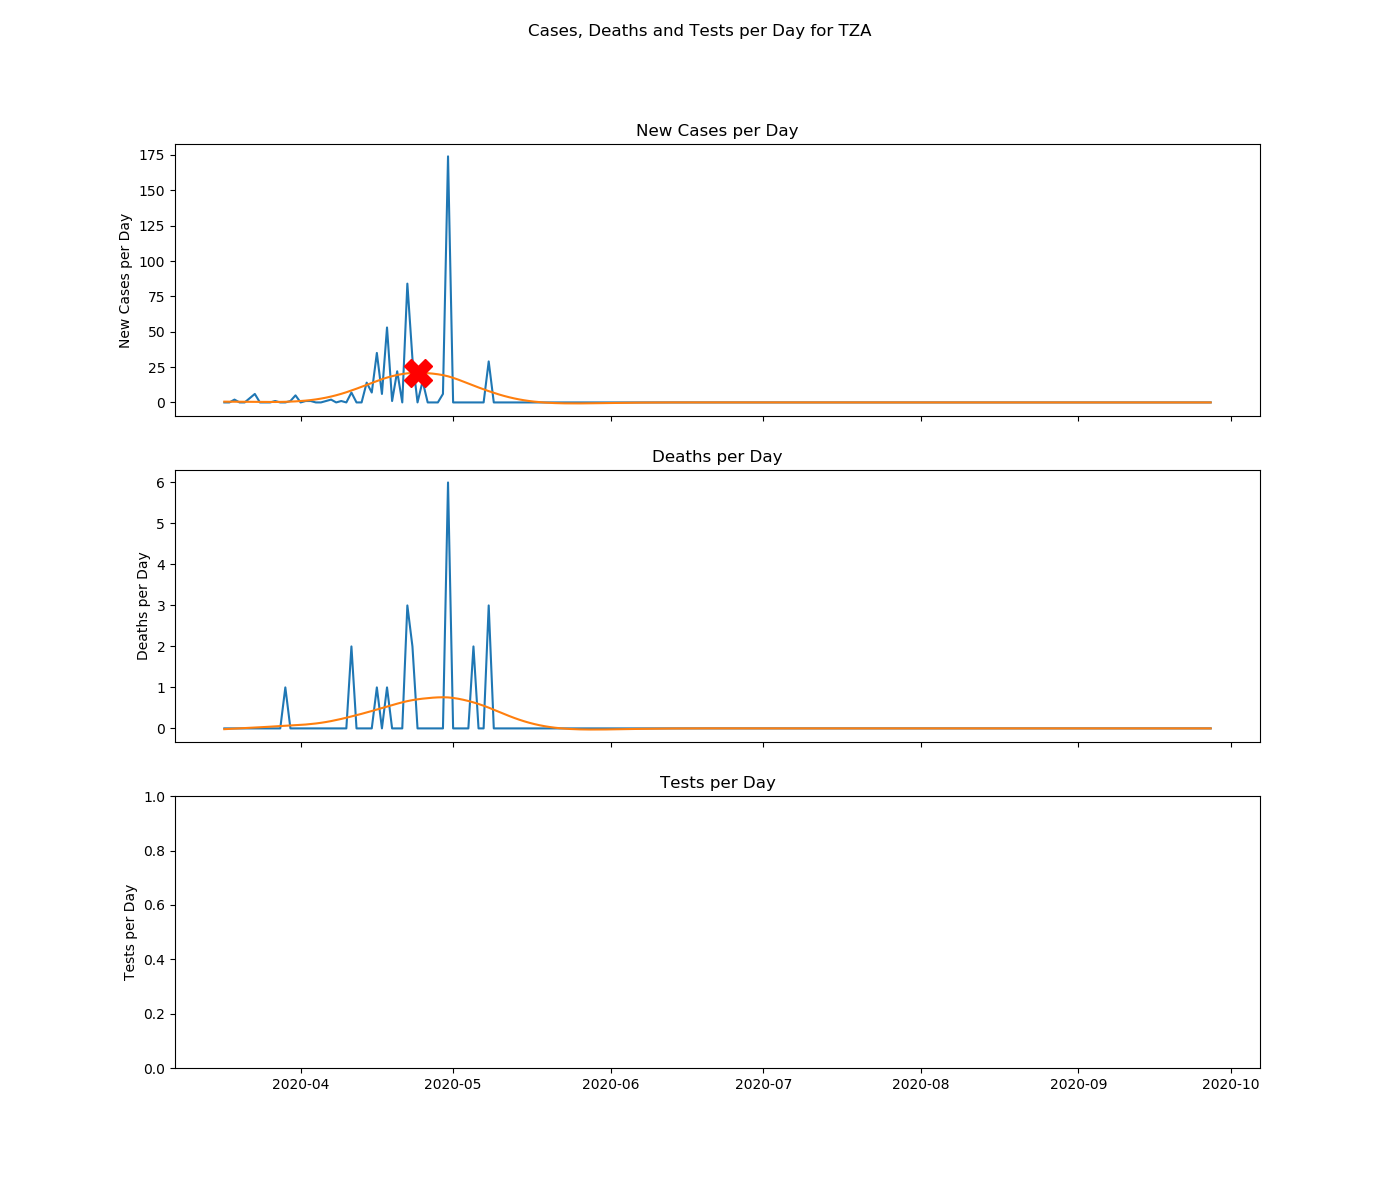 Cases, Deaths and Tests per Day for TZA
New Cases per Day
New Cases per Day
175
150
125
100
75
50
25
0
Deaths per Day
Deaths per Day
6
5
4
3
2
1
0
Tests per Day
Tests per Day
1.0
0.8
0.6
0.4
0.2
0.0
2020-04 2020-05 2020-06 2020-07 2020-08 2020-09 2020-10